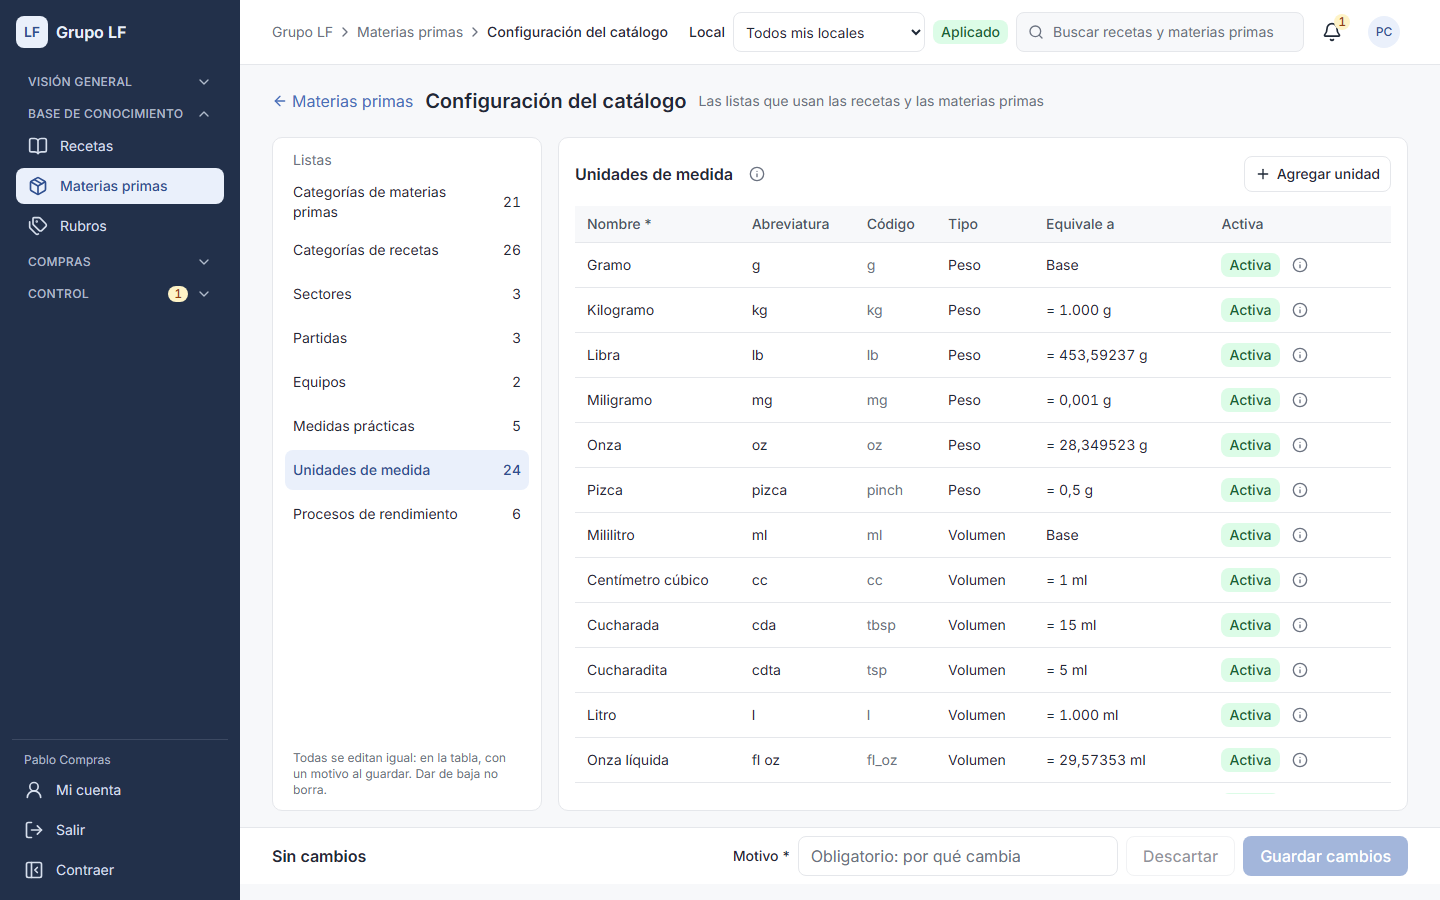 LF Grupo LF
VISIÓN GENERAL
BASE DE CONOCIMIENTO
Recetas
Materias primas
Rubros
COMPRAS
CONTROL 1
Pablo Compras
Mi cuenta
Salir
Contraer
Grupo LF > Materias primas > Configuración del catálogo Local Todos mis locales Aplicado Buscar recetas y materias primas 1 PC
← Materias primas Configuración del catálogo Las listas que usan las recetas y las materias primas
Listas
Categorías de materias
primas 21
Categorías de recetas 26
Sectores 3
Partidas 3
Equipos 2
Medidas prácticas 5
Unidades de medida 24
Procesos de rendimiento 6
Todas se editan igual: en la tabla, con
un motivo al guardar. Dar de baja no
borra.
Unidades de medida + Agregar unidad
Nombre * Abreviatura Código Tipo Equivale a Activa
Gramo g g Peso Base Activa
Kilogramo kg kg Peso = 1.000 g Activa
Libra lb lb Peso = 453,59237 g Activa
Miligramo mg mg Peso = 0,001 g Activa
Onza oz oz Peso = 28,349523 g Activa
Pizca pizca pinch Peso = 0,5 g Activa
Mililitro ml ml Volumen Base Activa
Centímetro cúbico cc cc Volumen = 1 ml Activa
Cucharada cda tbsp Volumen = 15 ml Activa
Cucharadita cdta tsp Volumen = 5 ml Activa
Litro l l Volumen = 1.000 ml Activa
Onza líquida fl oz fl_oz Volumen = 29,57353 ml Activa
Sin cambios Motivo * Obligatorio: por qué cambia Descartar Guardar cambios